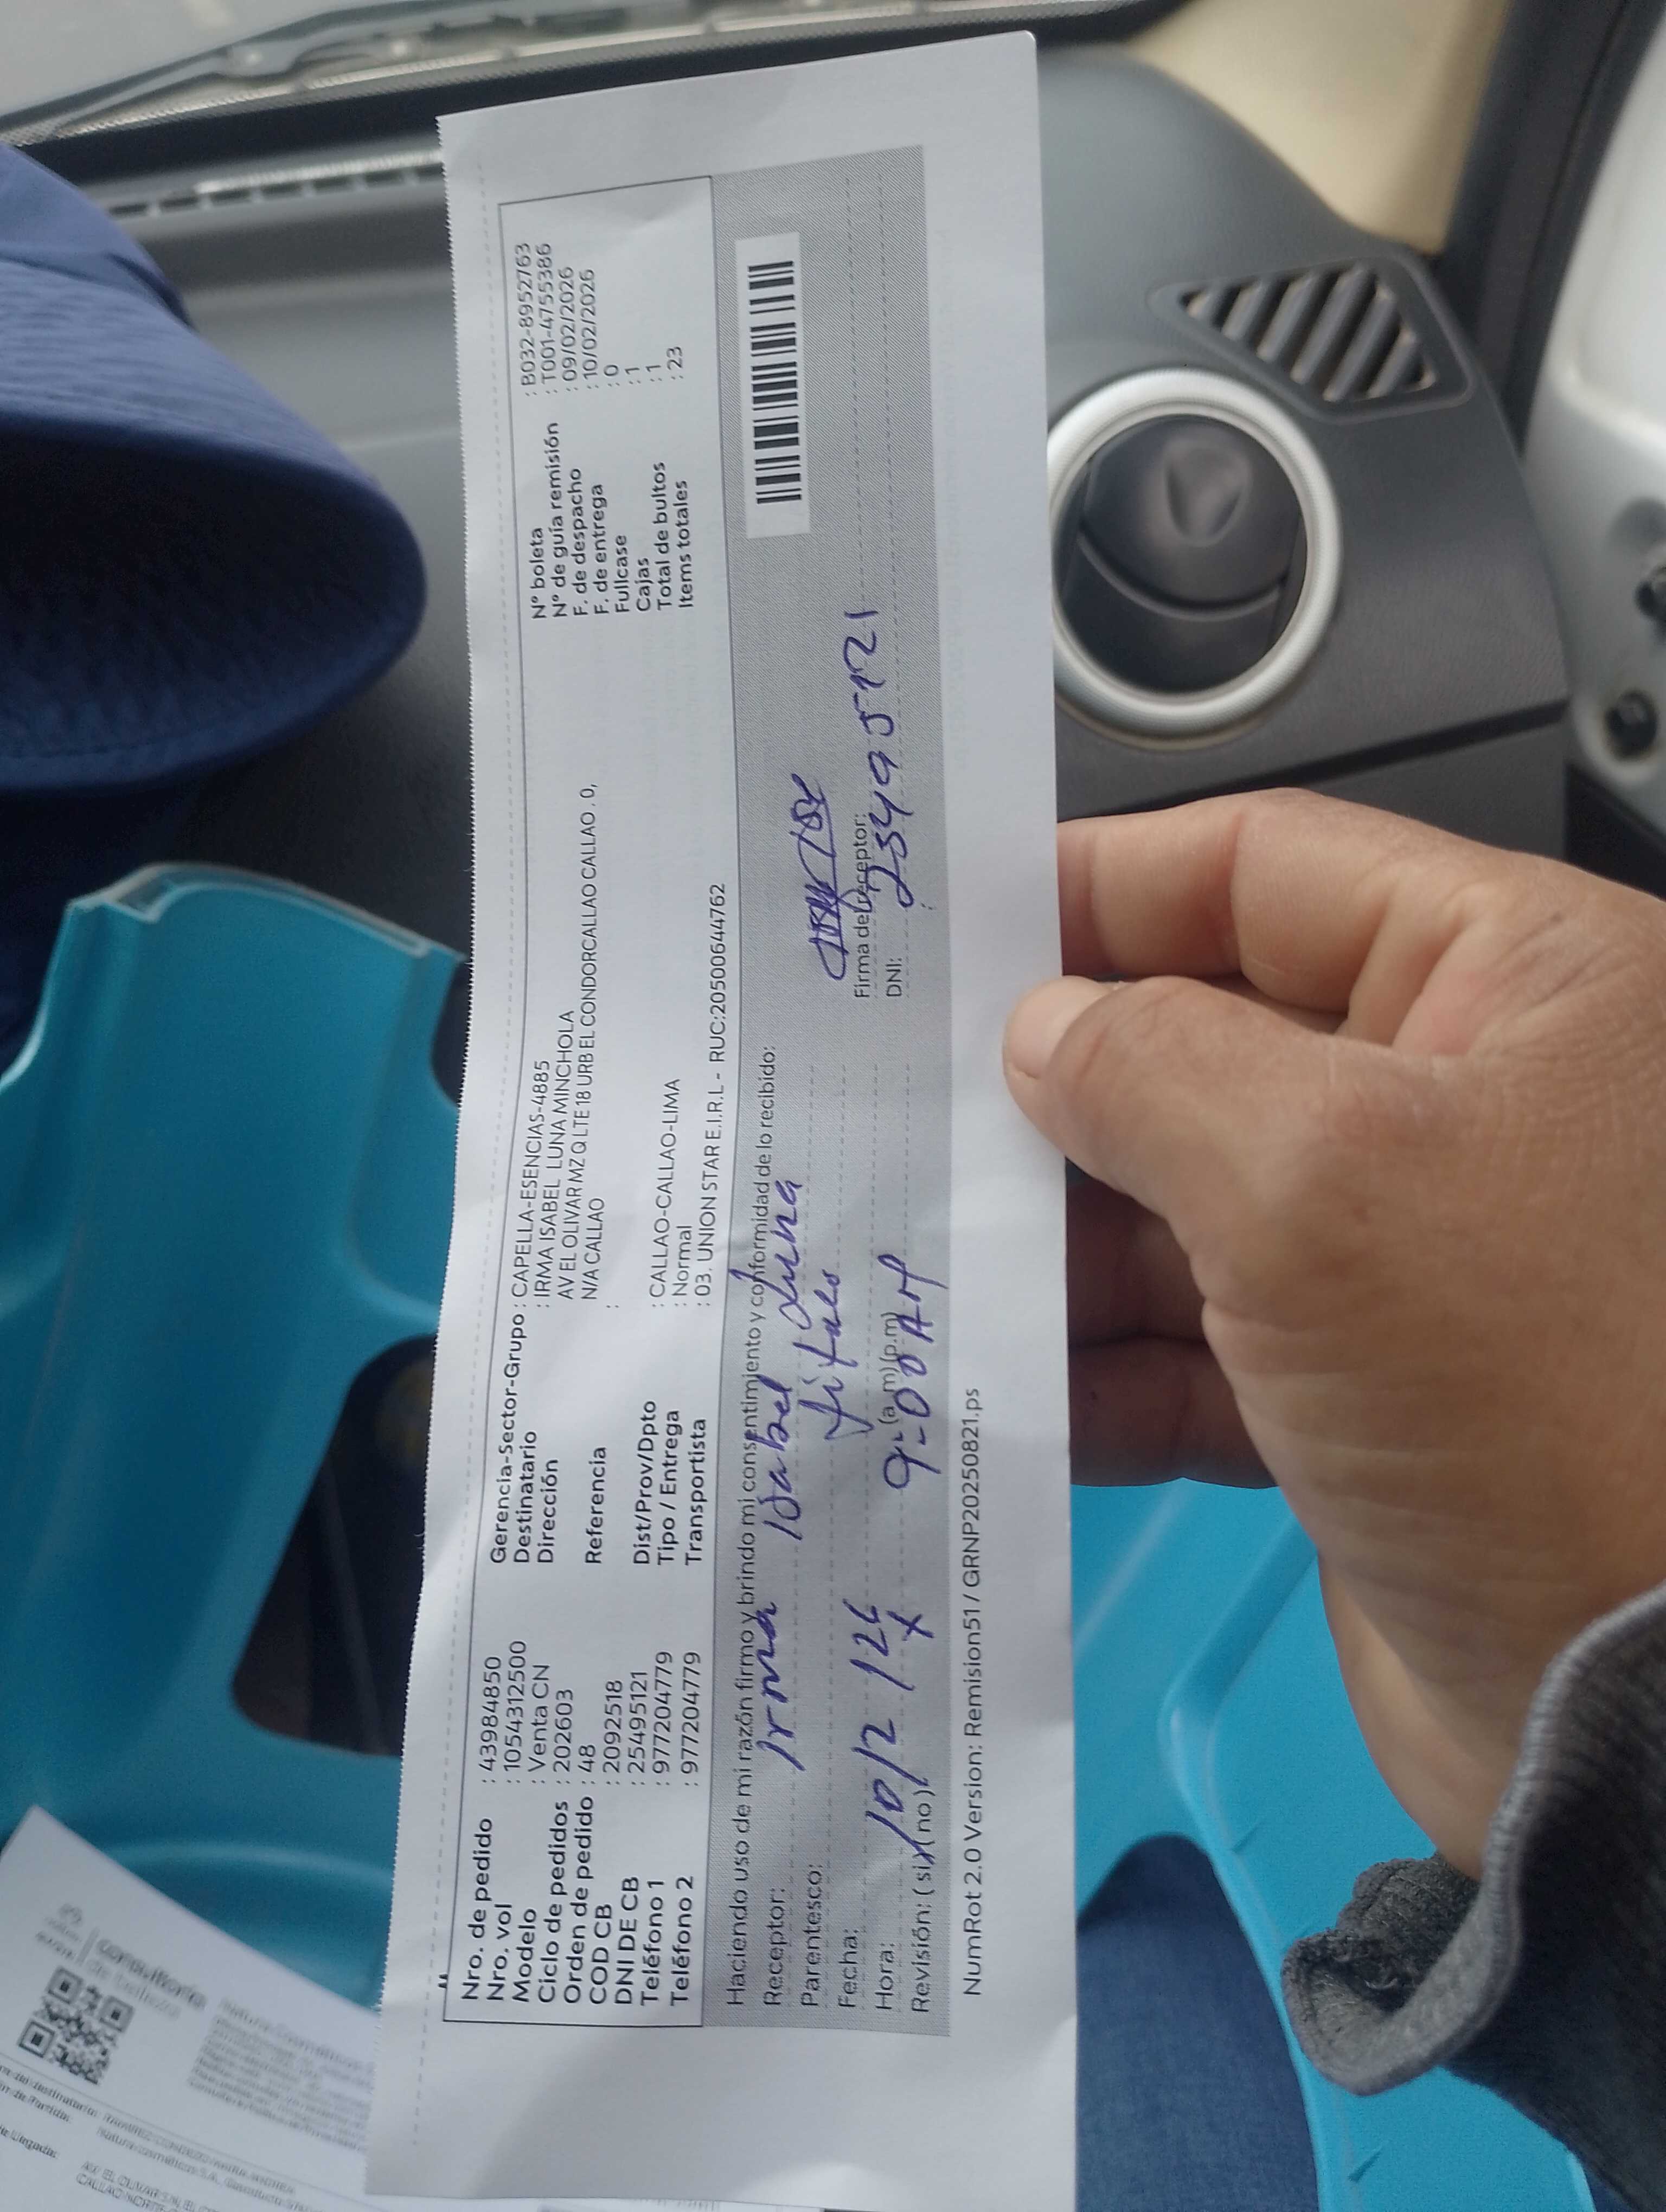 Nro. de pedido : 439984850
Nro. vol : 1054312500
Modelo : Venta CN
Ciclo de pedidos : 202603
Orden de pedido : 48
COD CB : 2092518
DNI DE CB : 25495121
Teléfono 1 : 977204779
Teléfono 2 : 977204779
Gerencia-Sector-Grupo : CAPELLA-ESENCIAS-4885
Destinatario : IRMA ISABEL LUNA MINCHOLA
Dirección AV EL OLIVAR MZ Q LTE 18 URB EL CONDORCALLAO CALLAO . 0,
N/A CALLAO
Referencia :
Dist/Prov/Dpto : CALLAO-CALLAO-LIMA
Tipo / Entrega : Normal
Transportista : 03. UNION STAR E.I.R.L - RUC:20500644762
N° boleta : B032-8952763
N° de guía remisión : T001-4755386
F. de despacho : 09/02/2026
F. de entrega : 10/02/2026
Fullcase : 0
Cajas : 1
Total de bultos : 1
Items totales : 23
Haciendo uso de mi razón firmo y brindo mi consentimiento y conformidad de lo recibido:
Receptor: Irma Isabel Luna
Parentesco:
Fecha: 10/2/26
Hora: 9-00 AM (a.m)(p.m)
Revisión: (si)(no) x
Firma del receptor:
DNI: 25495121
NumRot 2.0 Version: Remision51 / GRNP20250821.ps
consultoría
de belleza